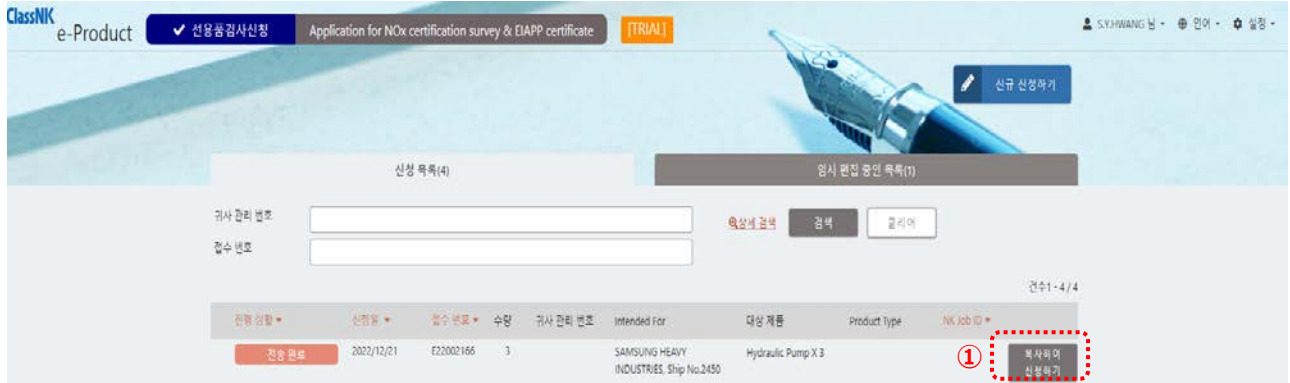 ClassNK
e-Product
선용품검사신청
Application for NOx certification survey & EIAPP certificate
[TRIAL]
S.Y.HWANG 님
언어
설정
신규 신청하기
신청 목록(4)
임시 편집 중인 목록(1)
귀사 관리 번호
상세 검색
검색
클리어
접수 번호
건수1 - 4 / 4
진행 상황
신청일
접수 번호
수량
귀사 관리 번호
Intended For
대상 제품
Product Type
NK Job ID
전송 완료
2022/12/21
E22002166
3
SAMSUNG HEAVY
INDUSTRIES, Ship No.2450
Hydraulic Pump X 3
①
복사하여
신청하기